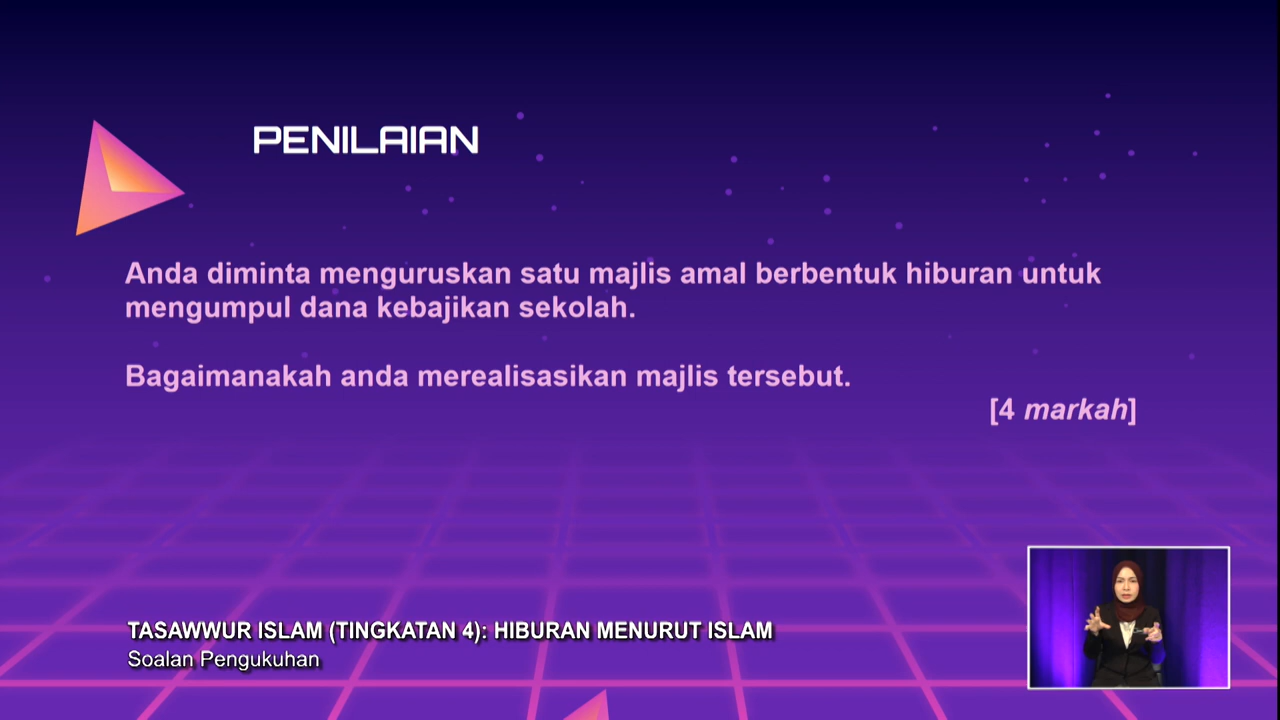 PENILAIAN
Anda diminta menguruskan satu majlis amal berbentuk hiburan untuk
mengumpul dana kebajikan sekolah.
Bagaimanakah anda merealisasikan majlis tersebut.
[4 markah]
TASAWWUR ISLAM (TINGKATAN 4): HIBURAN MENURUT ISLAM
Soalan Pengukuhan